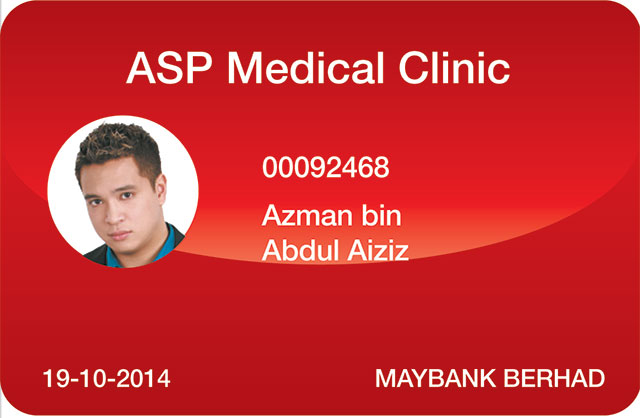 ASP Medical Clinic
00092468
Azman bin
Abdul Aiziz
19-10-2014
MAYBANK BERHAD